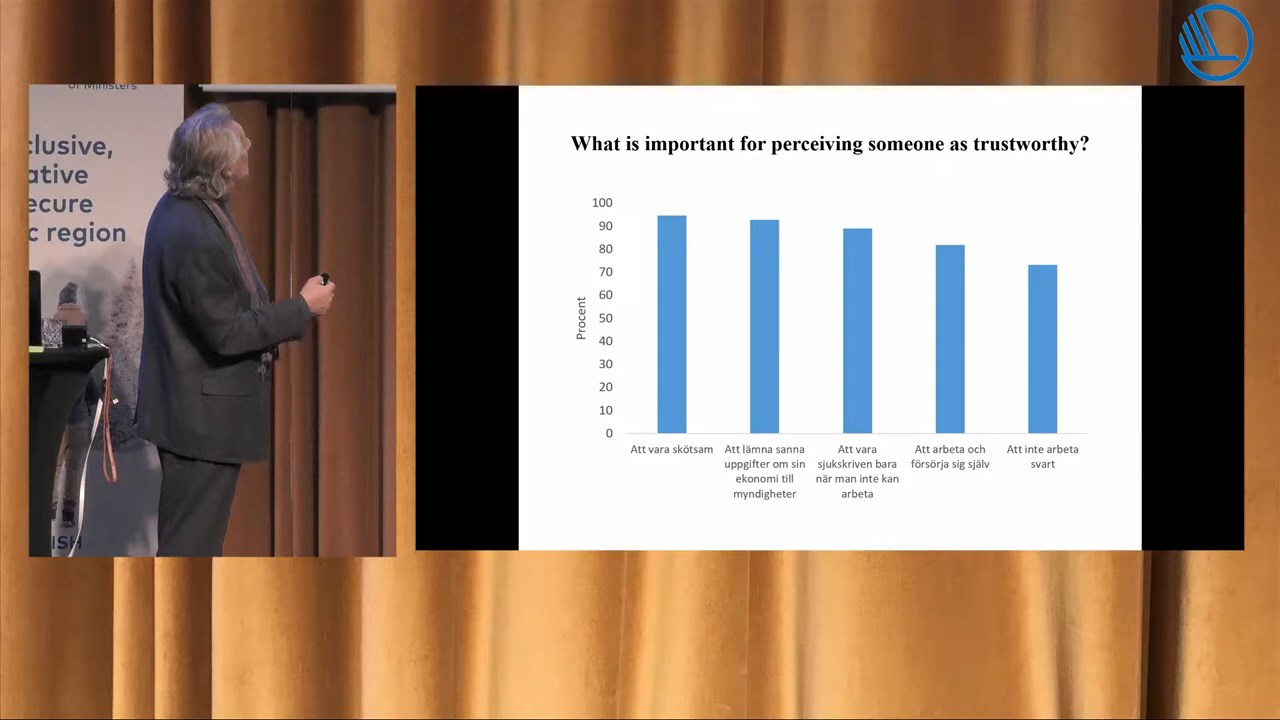 of Ministers
clusive,
ative
ecure
c region
ISH
What is important for perceiving someone as trustworthy?
100
90
80
70
60
50
40
30
20
10
0
Procent
Att vara skötsam
Att lämna sanna
uppgifter om sin
ekonomi till
myndigheter
Att vara
sjukskriven bara
när man inte kan
arbeta
Att arbeta och
försörja sig själv
Att inte arbeta
svart